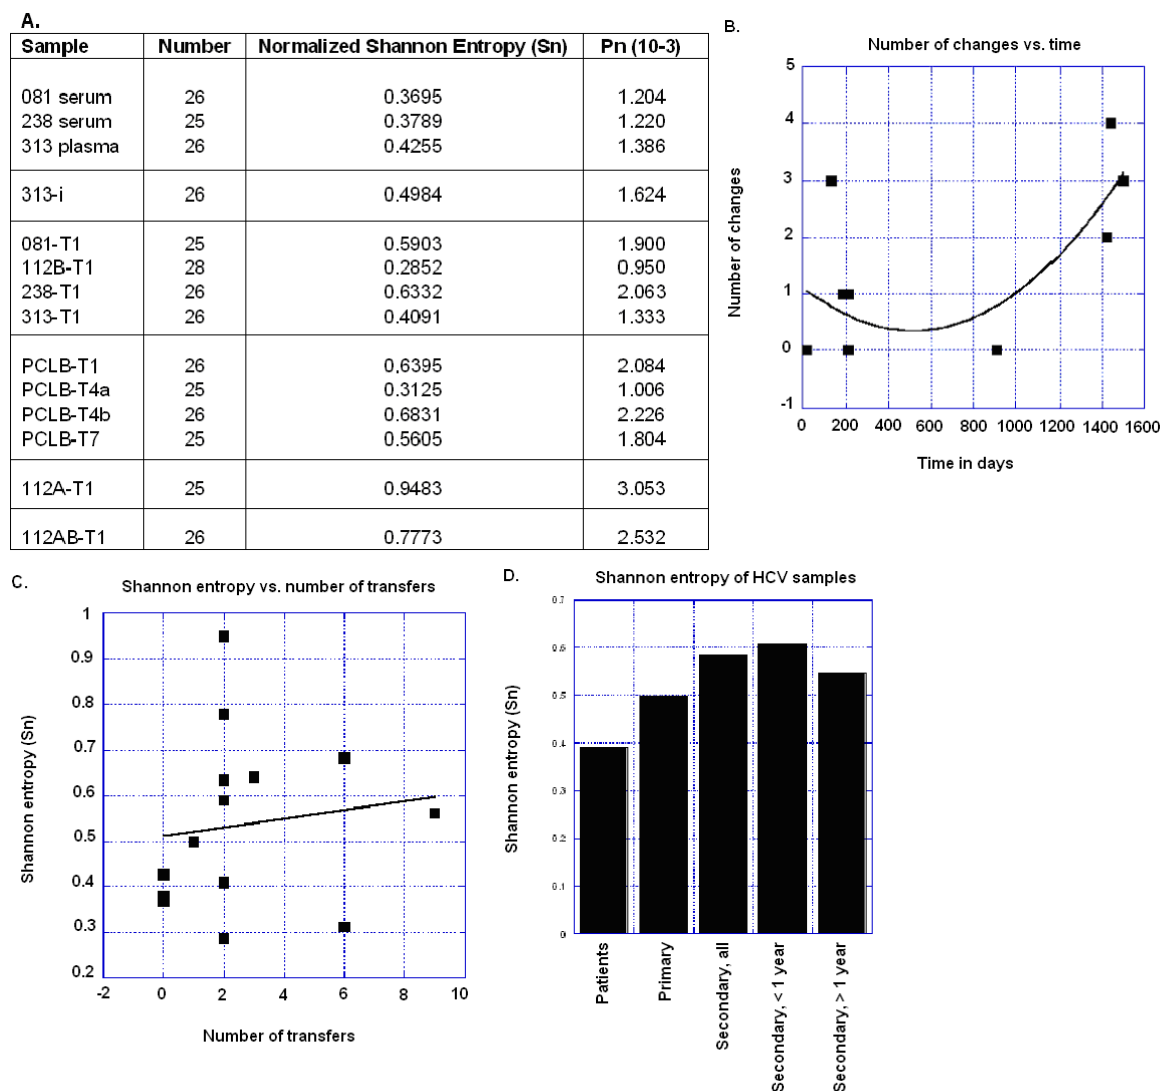 A.
Sample Number Normalized Shannon Entropy (Sn) Pn (10-3)
081 serum 26 0.3695 1.204
238 serum 25 0.3789 1.220
313 plasma 26 0.4255 1.386
313-i 26 0.4984 1.624
081-T1 25 0.5903 1.900
112B-T1 28 0.2852 0.950
238-T1 26 0.6332 2.063
313-T1 26 0.4091 1.333
PCLB-T1 26 0.6395 2.084
PCLB-T4a 25 0.3125 1.006
PCLB-T4b 26 0.6831 2.226
PCLB-T7 25 0.5605 1.804
112A-T1 25 0.9483 3.053
112AB-T1 26 0.7773 2.532
B.
Number of changes vs. time
Number of changes
5
4
3
2
1
0
-1
0 200 400 600 800 1000 1200 1400 1600
Time in days
C.
Shannon entropy vs. number of transfers
Shannon entropy (Sn)
1
0.9
0.8
0.7
0.6
0.5
0.4
0.3
0.2
-2 0 2 4 6 8 10
Number of transfers
D.
Shannon entropy of HCV samples
Shannon entropy (Sn)
0.7
0.6
0.5
0.4
0.3
0.2
0.1
0
Patients
Primary
Secondary, all
Secondary, < 1 year
Secondary, > 1 year